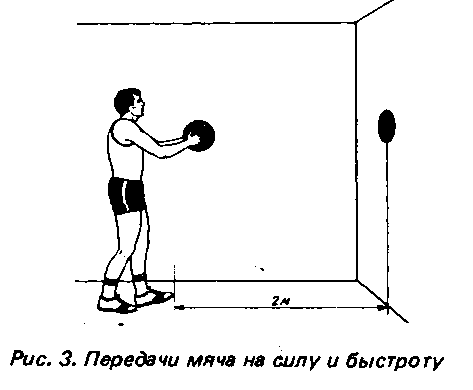 2м
Рис. 3. Передачи мяча на силу и быстроту